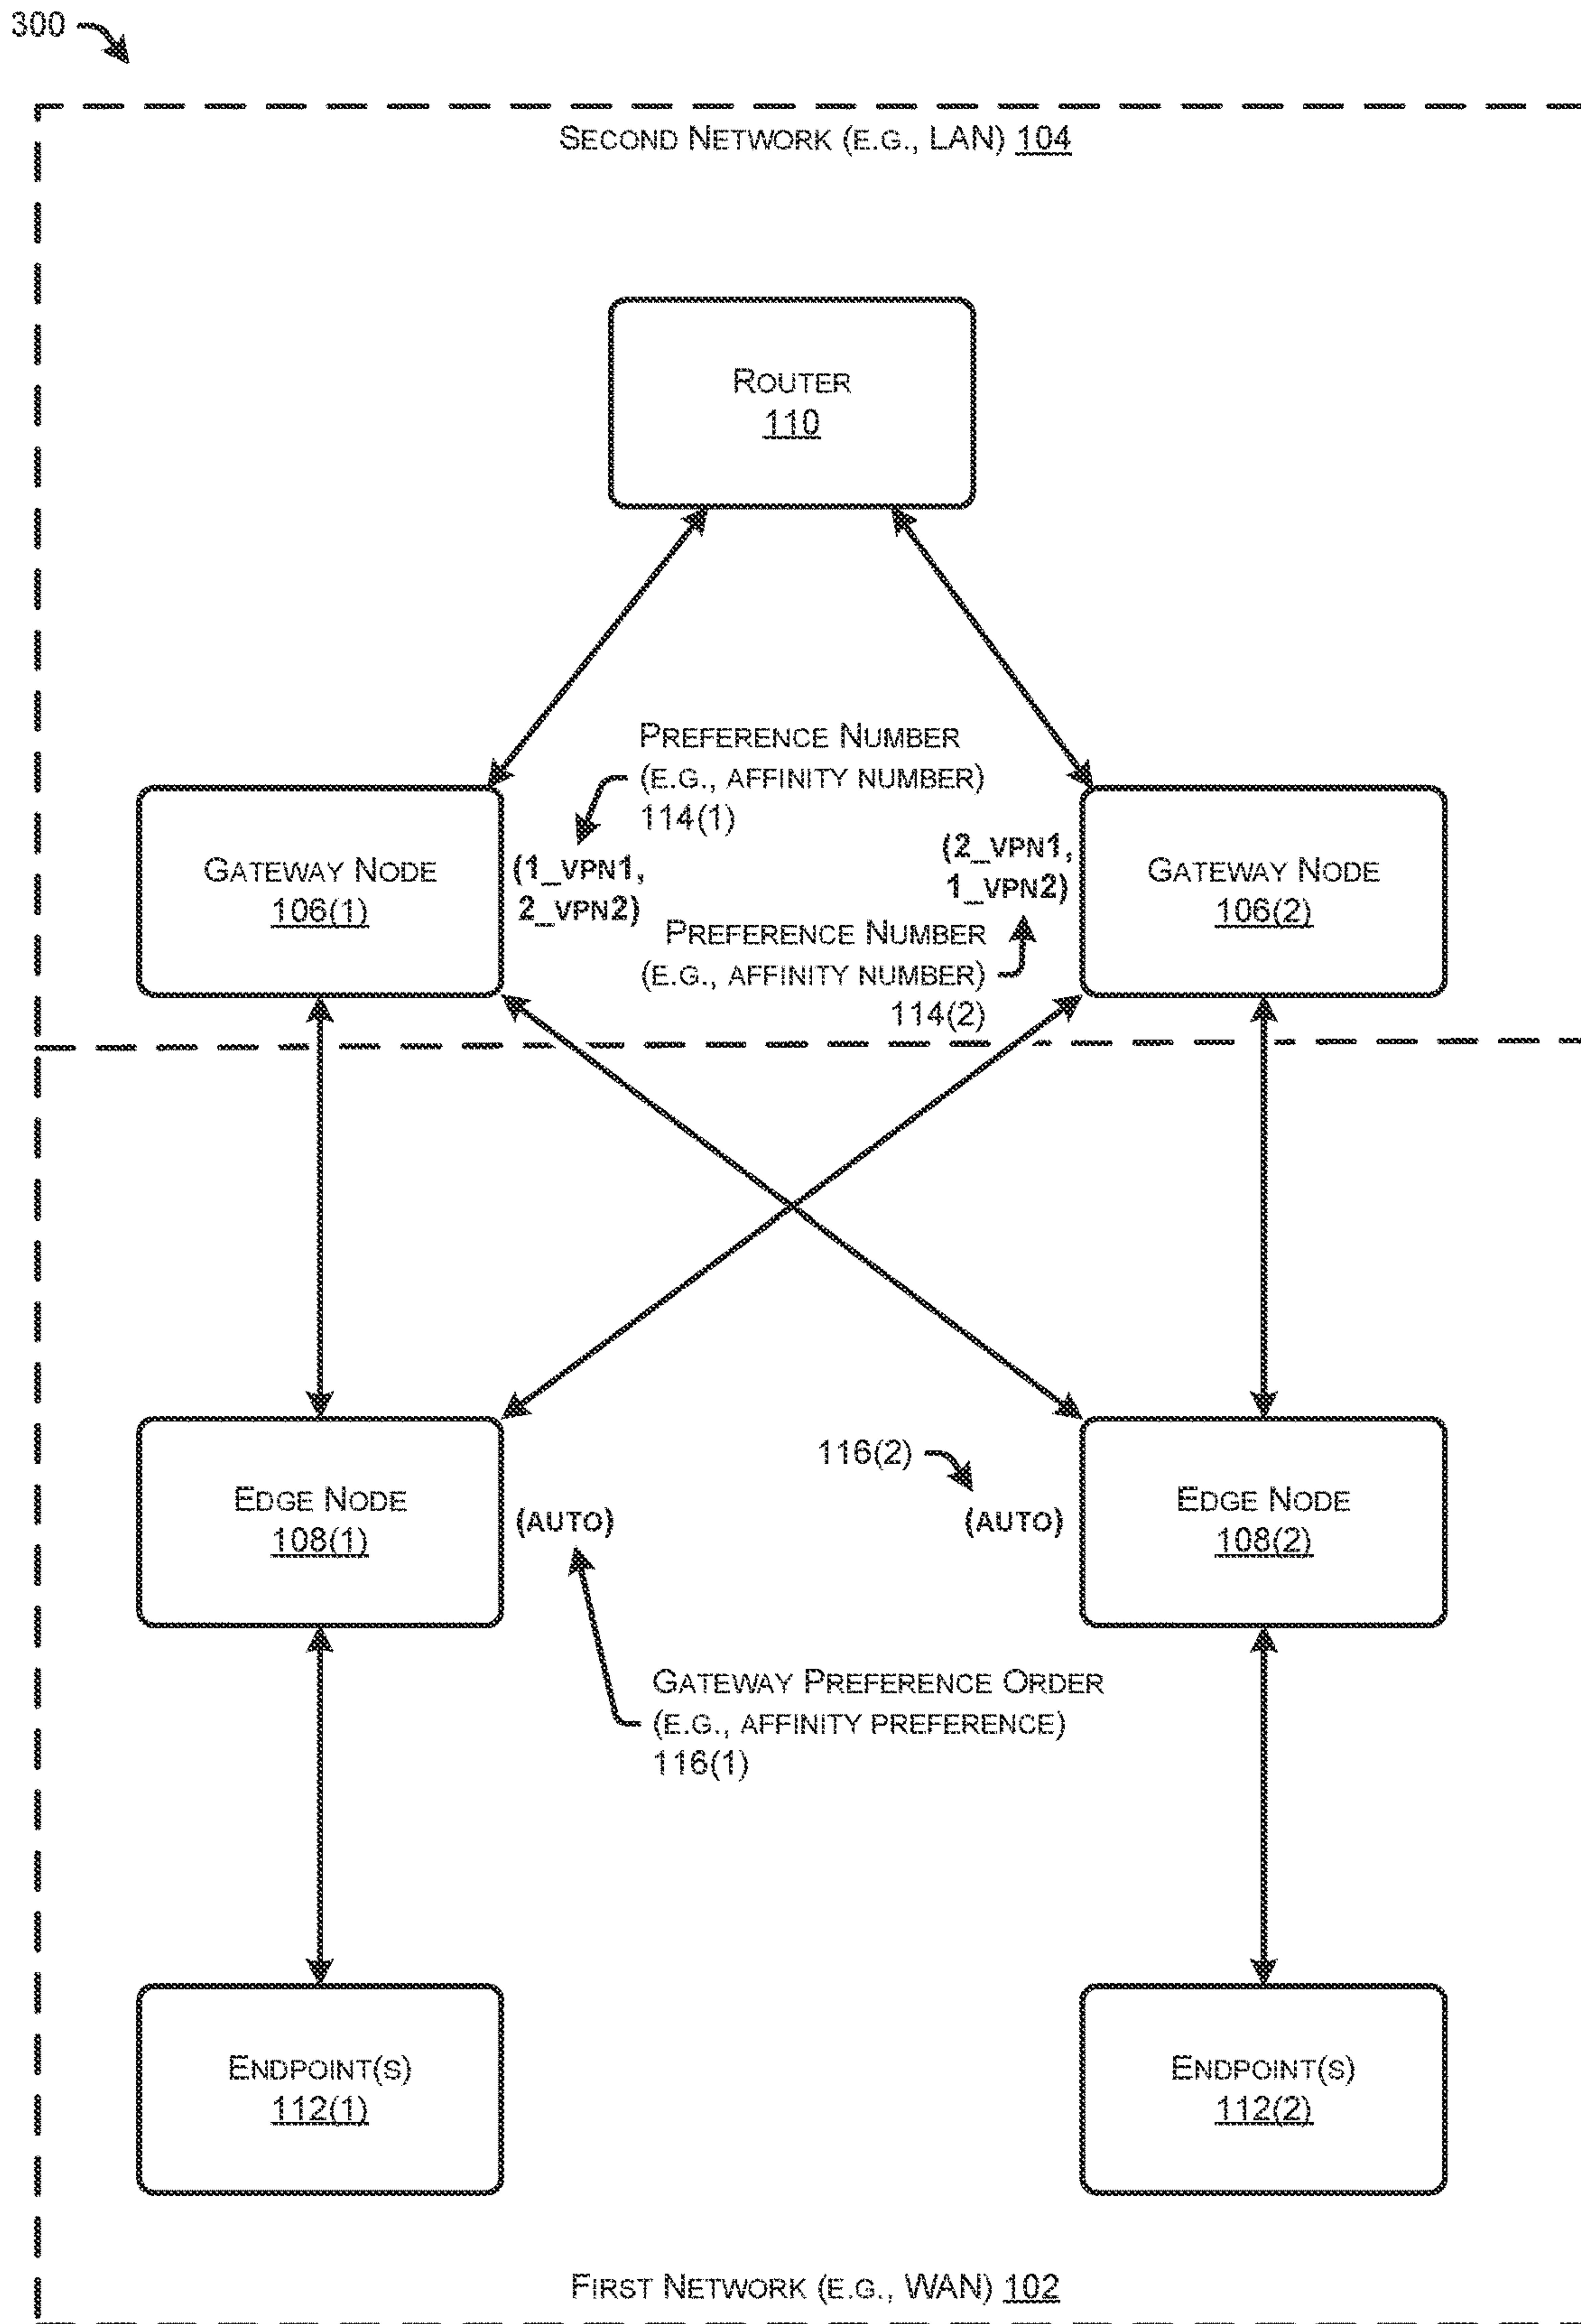 300
SECOND NETWORK (E.G., LAN) 104
ROUTER
110
PREFERENCE NUMBER
(E.G., AFFINITY NUMBER)
114(1)
GATEWAY NODE
106(1)
(1_VPN1,
2_VPN2)
(2_VPN1,
1_VPN2)
GATEWAY NODE
106(2)
PREFERENCE NUMBER
(E.G., AFFINITY NUMBER)
114(2)
EDGE NODE
108(1)
(AUTO)
116(2)
(AUTO)
EDGE NODE
108(2)
GATEWAY PREFERENCE ORDER
(E.G., AFFINITY PREFERENCE)
116(1)
ENDPOINT(S)
112(1)
ENDPOINT(S)
112(2)
FIRST NETWORK (E.G., WAN) 102